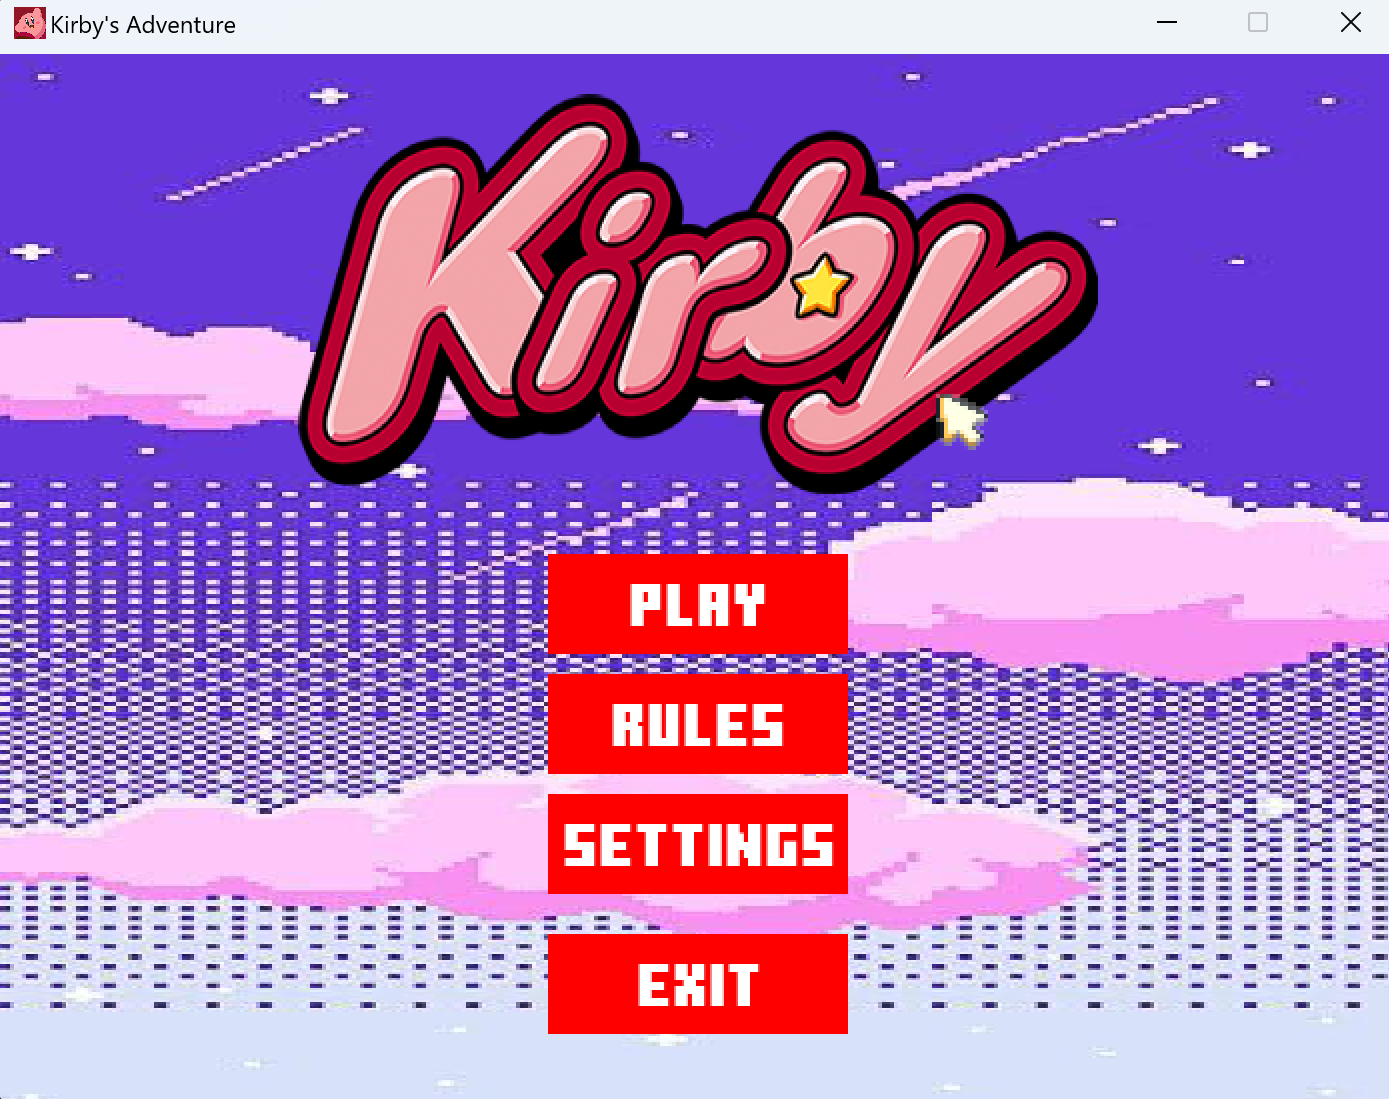 Kirby's Adventure
Kirby
PLAY
RULES
SETTINGS
EXIT